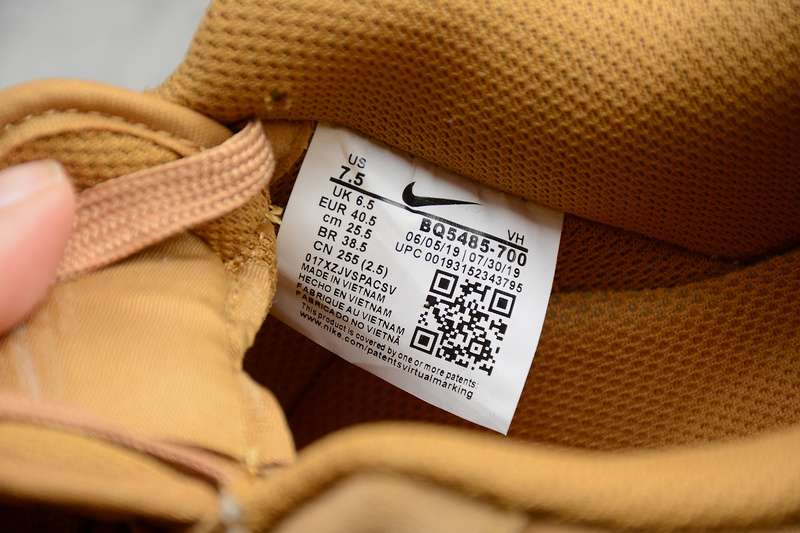 US
7.5
UK 6.5
EUR 40.5
cm 25.5
BR 38.5
CN 255 (2.5)
VH
BQ5485-700
06/05/19 | 07/30/19
UPC 00193152343795
017XZJVSPACSV
MADE IN VIETNAM
HECHO EN VIETNAM
FABRIQUE AU VIETNAM
FABRICADO NO VIETNÃ
This product is covered by one or more patents:
www.nike.com/patentsvirtualmarking